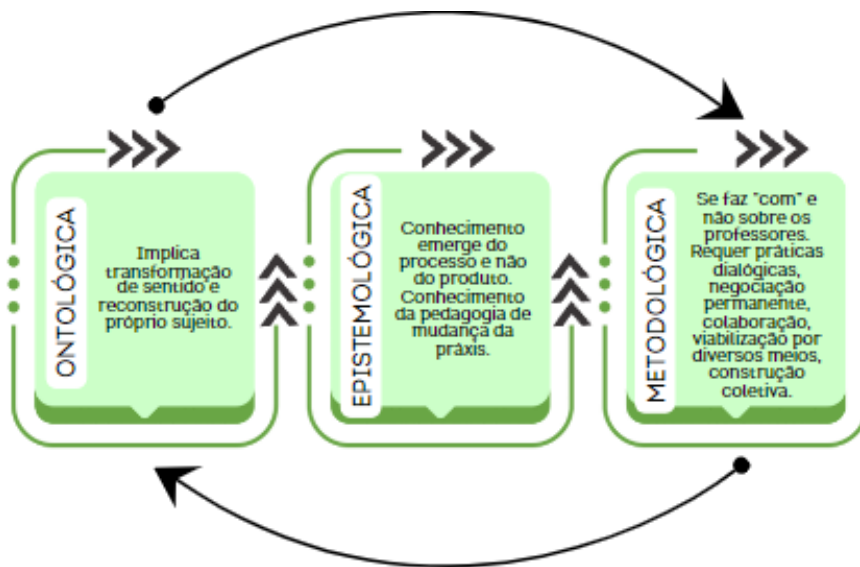 ONTOLÓGICA
Implica
transformação
de sentido e
reconstrução do
próprio sujeito.
EPISTEMOLÓGICA
Conhecimento
emerge do
processo e não
do produto.
Conhecimento
da pedagogia de
mudança da
práxis.
METODOLÓGICA
Se faz "com" e
não sobre os
professores.
Requer práticas
dialógicas,
negociação
permanente,
colaboração,
viabilização por
diversos meios,
construção
coletiva.